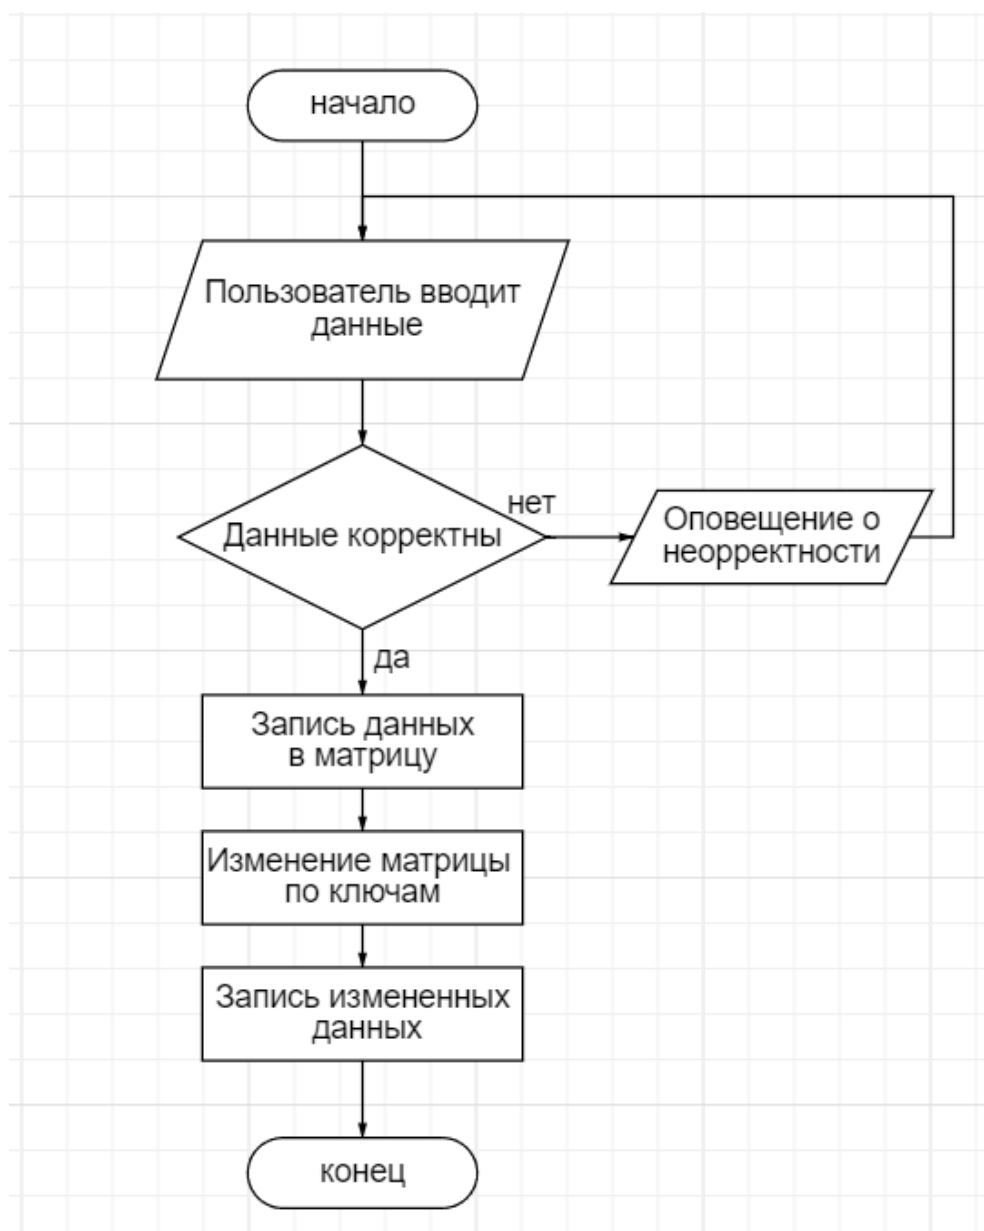 начало
Пользователь вводит
данные
Данные корректны
нет
Оповещение о
неорректности
да
Запись данных
в матрицу
Изменение матрицы
по ключам
Запись измененных
данных
конец